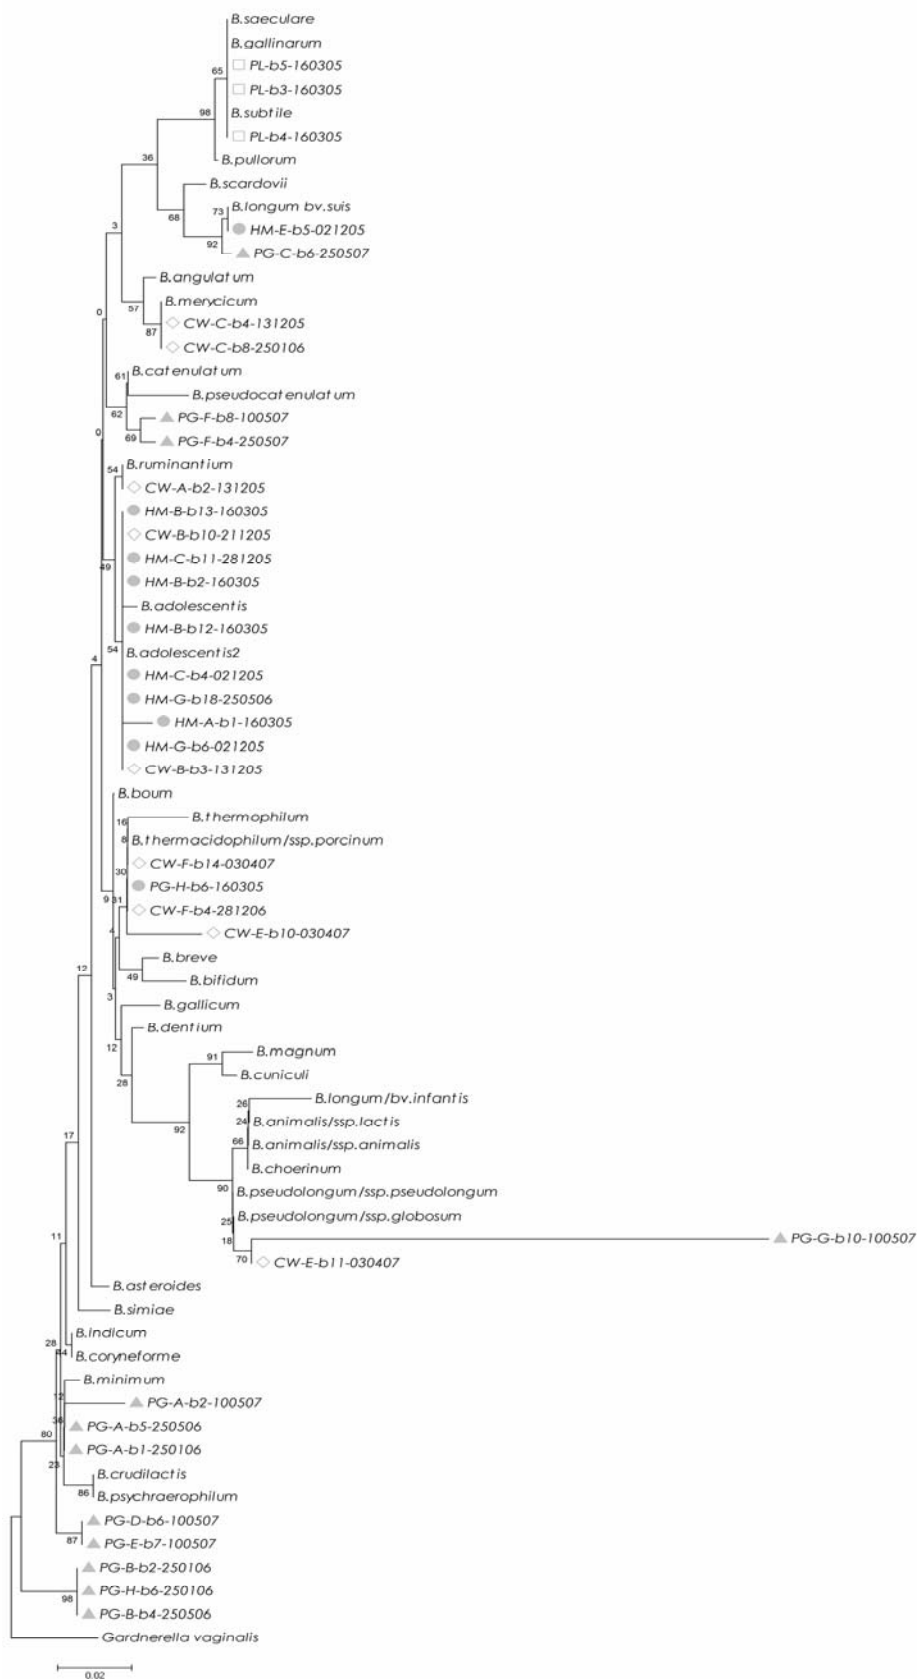 B.saeculare
B.gallinarum
65
PL-b5-160305
PL-b3-160305
98
B.subtile
PL-b4-160305
36
B.pullorum
B.scardovii
73
B.longum bv.suis
68
HM-E-b5-021205
3
92
PG-C-b6-250507
B.angulatum
0
57
B.merycicum
87
CW-C-b4-131205
CW-C-b8-250106
61
B.catenulatum
B.pseudocatenulatum
62
PG-F-b8-100507
0
69
PG-F-b4-250507
54
B.ruminantium
CW-A-b2-131205
HM-B-b13-160305
CW-B-b10-211205
49
HM-C-b11-281205
HM-B-b2-160305
B.adolescentis
HM-B-b12-160305
54
B.adolescentis2
4
HM-C-b4-021205
HM-G-b18-250506
HM-A-b1-160305
HM-G-b6-021205
CW-B-b3-131205
B.boum
16
B.thermophilum
8
B.thermacidophilum/ssp.porcinum
CW-F-b14-030407
30
PG-H-b6-160305
9
31
CW-F-b4-281206
4
CW-E-b10-030407
B.breve
12
49
B.bifidum
3
B.gallicum
B.dentium
12
91
B.magnum
28
B.cuniculi
26
B.longum/bv.infantis
24
B.animalis/ssp.lactis
92
66
B.animalis/ssp.animalis
17
B.choerinum
90
B.pseudolongum/ssp.pseudolongum
25
B.pseudolongum/ssp.globosum
11
18
PG-G-b10-100507
70
CW-E-b11-030407
B.asteroides
B.simiae
28
B.indicum
B.coryneforme
B.minimum
12
PG-A-b2-100507
36
PG-A-b5-250506
80
PG-A-b1-250106
23
B.crudilactis
86
B.psychraerophilum
PG-D-b6-100507
87
PG-E-b7-100507
PG-B-b2-250106
98
PG-H-b6-250106
PG-B-b4-250506
Gardnerella vaginalis
0.02